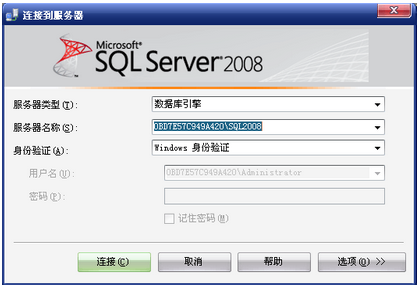 连接到服务器
Microsoft®
SQL Server® 2008
服务器类型(T): 数据库引擎
服务器名称(S): 0BD7E57C949A420\SQL2008
身份验证(A): Windows 身份验证
用户名(U): 0BD7E57C949A420\Administrator
密码(P):
记住密码(M)
连接(C) 取消 帮助 选项(O) >>